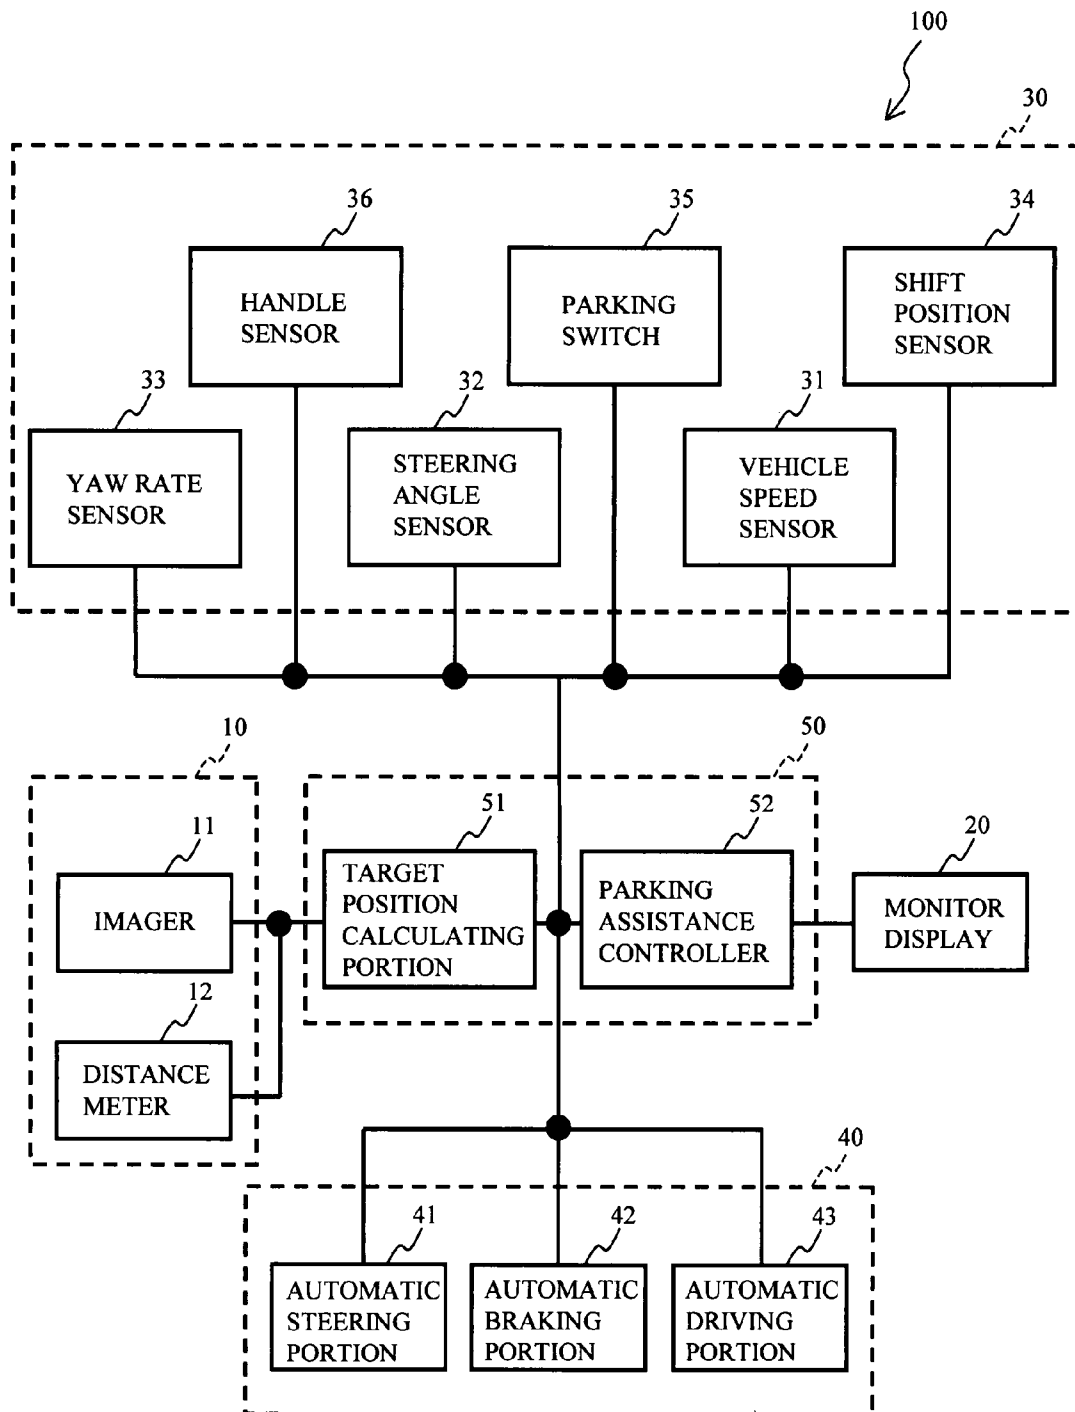 100
30
36
35
34
HANDLE
SENSOR
PARKING
SWITCH
SHIFT
POSITION
SENSOR
33
32
31
YAW RATE
SENSOR
STEERING
ANGLE
SENSOR
VEHICLE
SPEED
SENSOR
10
50
11
51
52
20
IMAGER
TARGET
POSITION
CALCULATING
PORTION
PARKING
ASSISTANCE
CONTROLLER
MONITOR
DISPLAY
12
DISTANCE
METER
40
41
42
43
AUTOMATIC
STEERING
PORTION
AUTOMATIC
BRAKING
PORTION
AUTOMATIC
DRIVING
PORTION